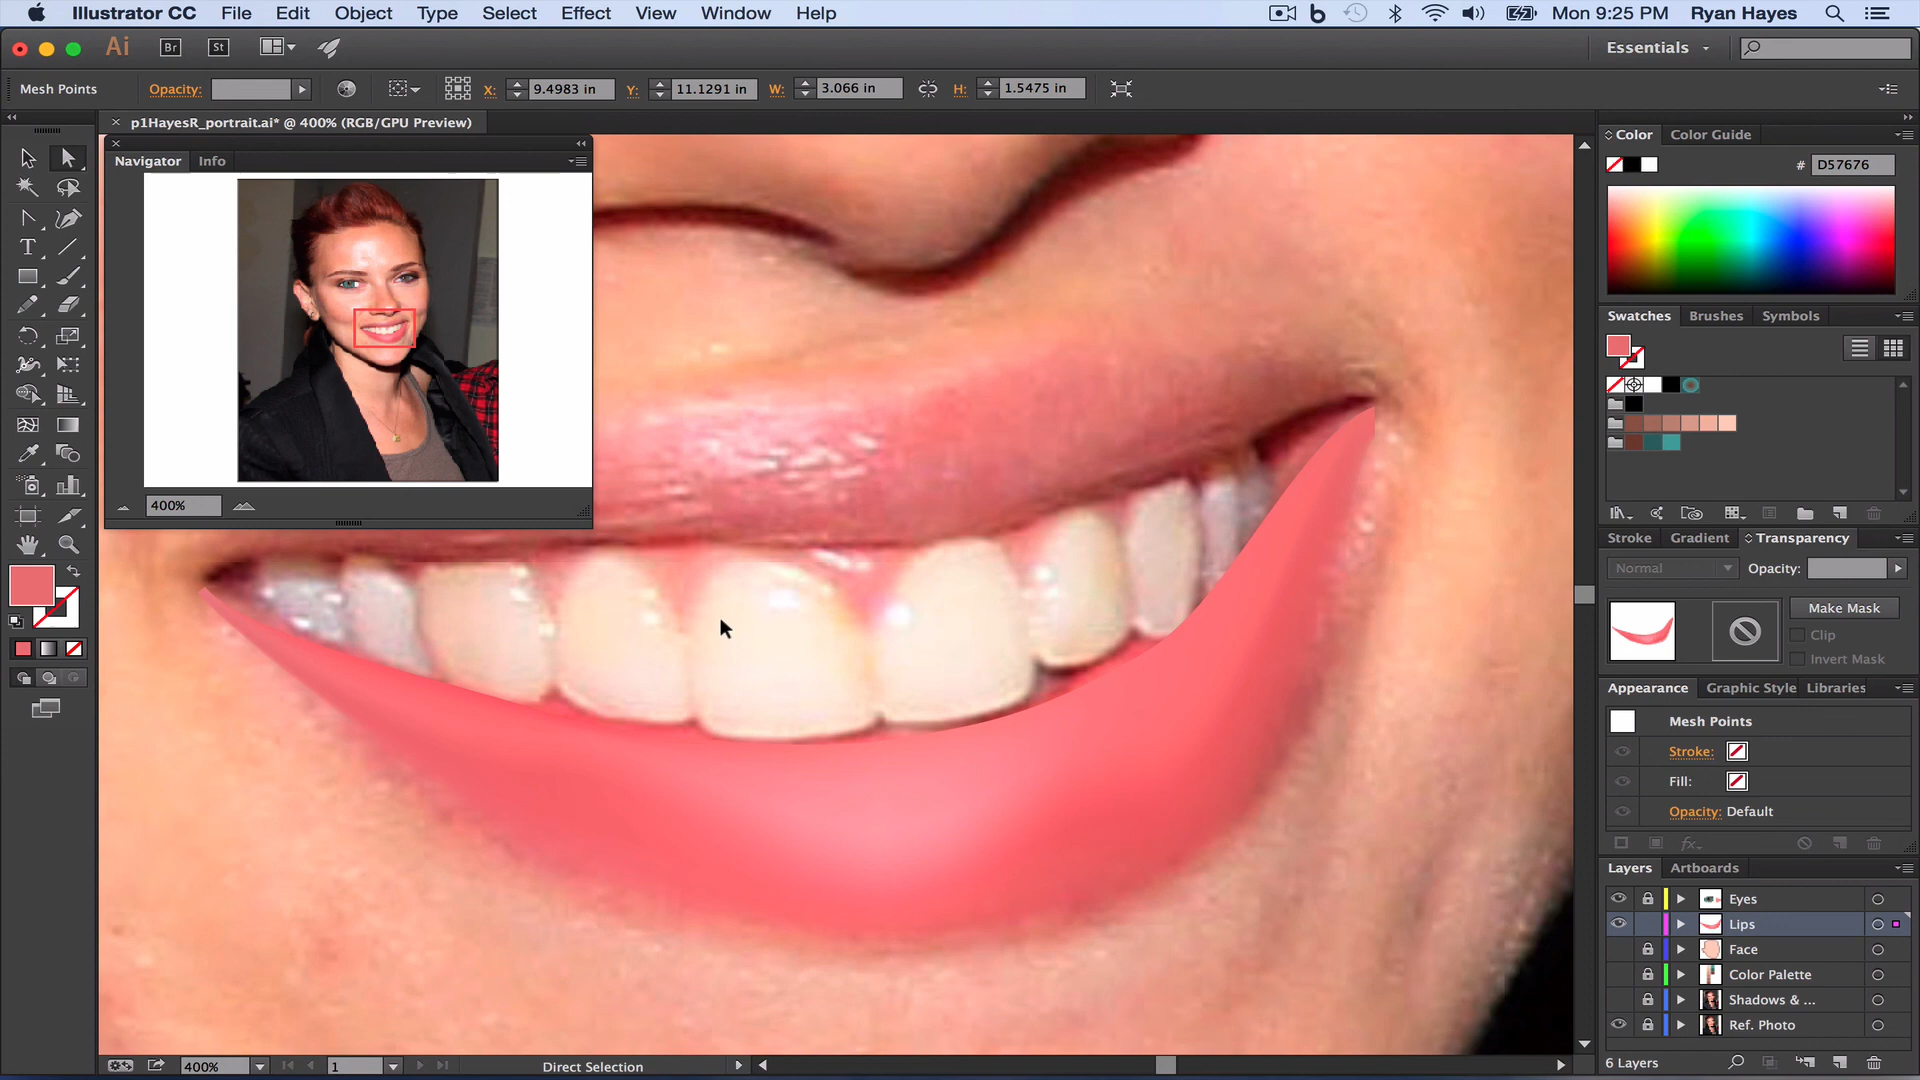 Illustrator CC File Edit Object Type Select Effect View Window Help
Mon 9:25 PM Ryan Hayes
Ai Br St
Essentials
Mesh Points Opacity: X: 9.4983 in Y: 11.1291 in W: 3.066 in H: 1.5475 in
p1HayesR_portrait.ai* @ 400% (RGB/GPU Preview)
Navigator Info
400%
Color Color Guide
# D57676
Swatches Brushes Symbols
Stroke Gradient Transparency
Normal Opacity:
Make Mask
Clip
Invert Mask
Appearance Graphic Style Libraries
Mesh Points
Stroke:
Fill:
Opacity: Default
fx
Layers Artboards
Eyes
Lips
Face
Color Palette
Shadows & ...
Ref. Photo
6 Layers
400% 1 Direct Selection